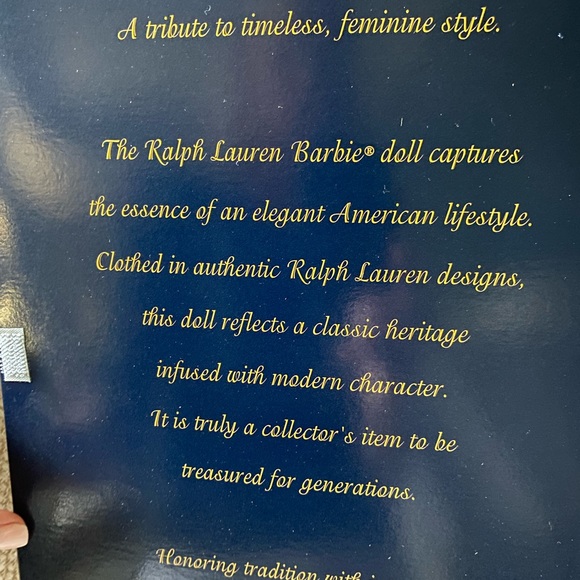 A tribute to timeless, feminine style.
The Ralph Lauren Barbie® doll captures
the essence of an elegant American lifestyle.
Clothed in authentic Ralph Lauren designs,
this doll reflects a classic heritage
infused with modern character.
It is truly a collector's item to be
treasured for generations.
Honoring tradition with